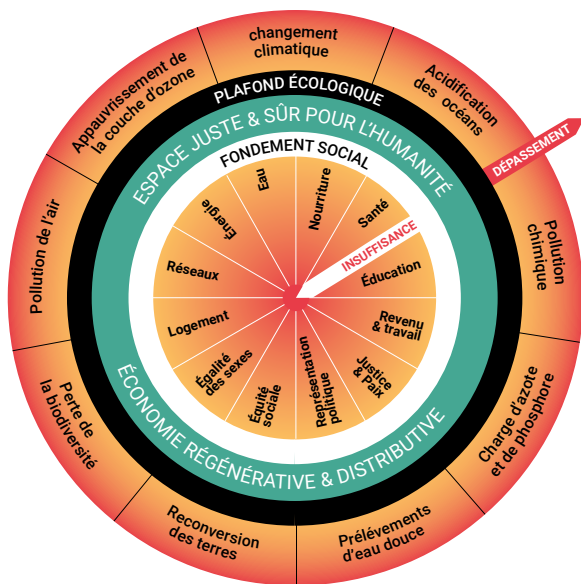 changement
climatique
Acidification
des océans
DÉPASSEMENT
Pollution
chimique
Charge d'azote
et de phosphore
Prélévements
d'eau douce
Reconversion
des terres
Perte de
la biodiversité
Pollution de l'air
Appauvrissement de
la couche d'ozone
PLAFOND ÉCOLOGIQUE
ESPACE JUSTE & SÛR POUR L'HUMANITÉ
FONDEMENT SOCIAL
Eau
Nourriture
Santé
INSUFFISANCE
Éducation
Revenu
& travail
Justice
& Paix
Représentation
politique
Équité
sociale
Égalité
des sexes
Logement
Réseaux
Énergie
ÉCONOMIE RÉGÉNÉRATIVE & DISTRIBUTIVE